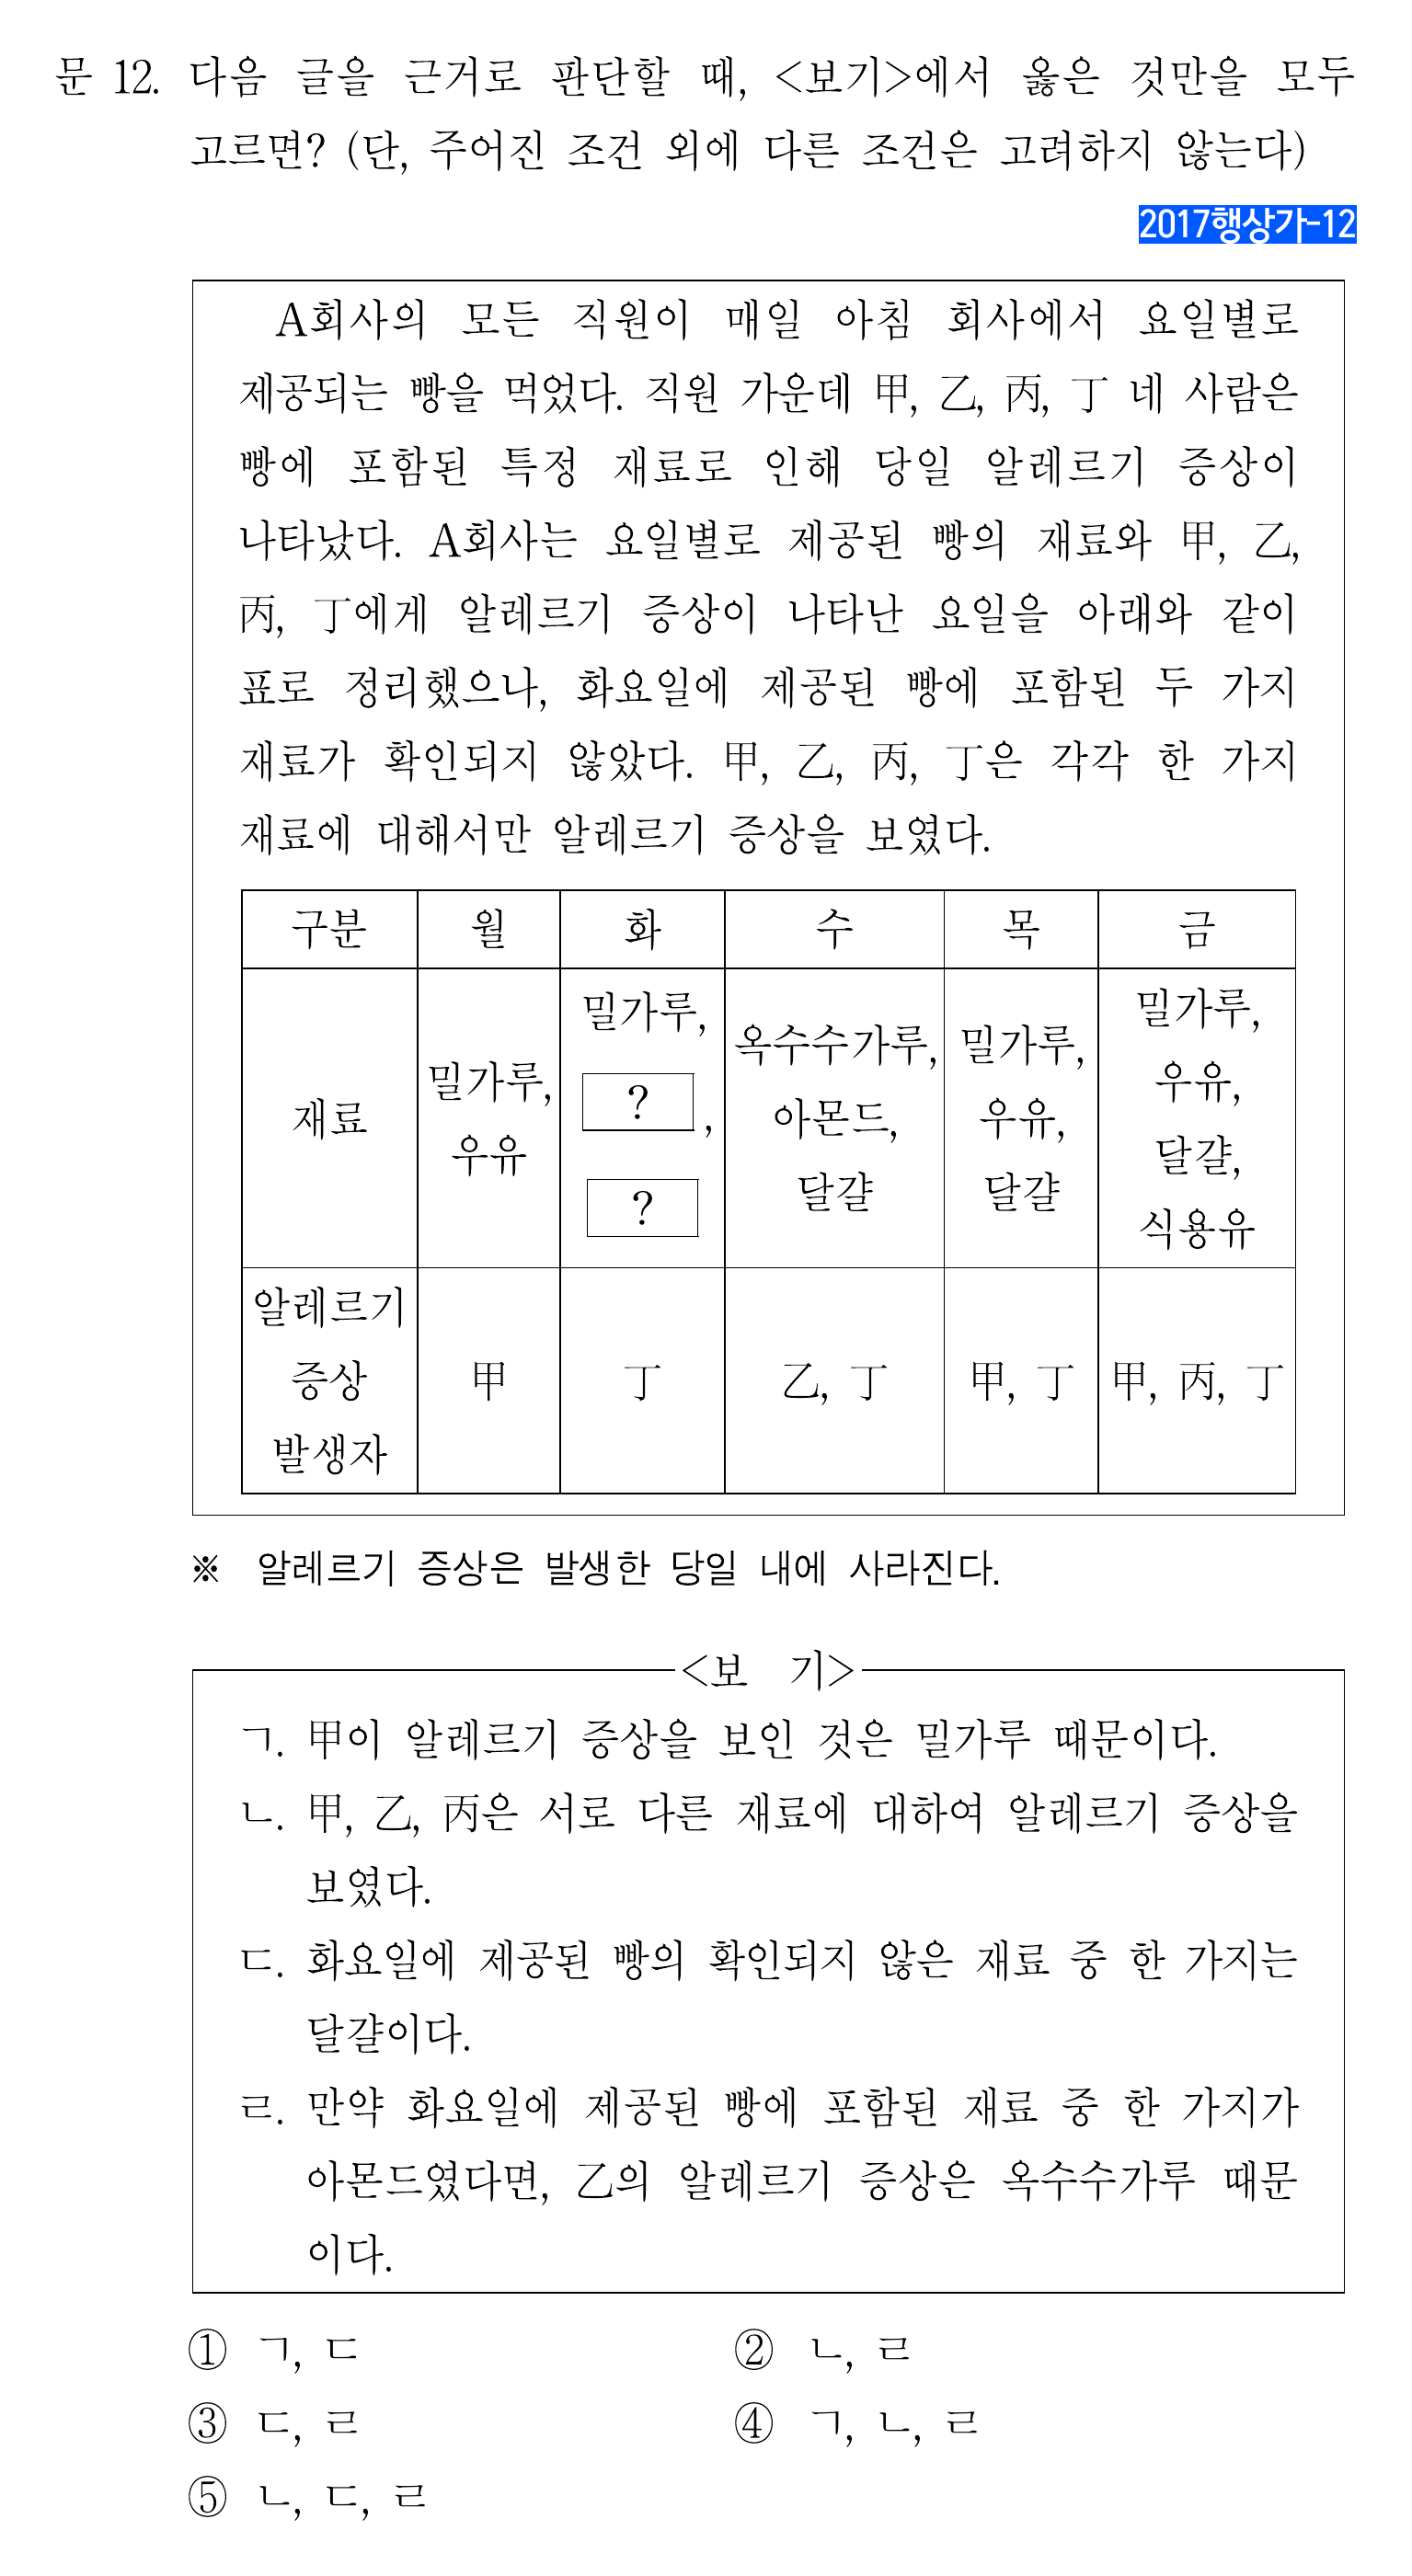 문 12. 다음 글을 근거로 판단할 때, <보기>에서 옳은 것만을 모두
고르면? (단, 주어진 조건 외에 다른 조건은 고려하지 않는다)
2017행상가-12
A회사의 모든 직원이 매일 아침 회사에서 요일별로
제공되는 빵을 먹었다. 직원 가운데 甲, 乙, 丙, 丁 네 사람은
빵에 포함된 특정 재료로 인해 당일 알레르기 증상이
나타났다. A회사는 요일별로 제공된 빵의 재료와 甲, 乙,
丙, 丁에게 알레르기 증상이 나타난 요일을 아래와 같이
표로 정리했으나, 화요일에 제공된 빵에 포함된 두 가지
재료가 확인되지 않았다. 甲, 乙, 丙, 丁은 각각 한 가지
재료에 대해서만 알레르기 증상을 보였다.
구분 월 화 수 목 금
재료
밀가루,
우유
밀가루,
?,
?
옥수수가루,
아몬드,
달걀
밀가루,
우유,
달걀
밀가루,
우유,
달걀,
식용유
알레르기
증상
발생자
甲
丁
乙, 丁
甲, 丁
甲, 丙, 丁
※ 알레르기 증상은 발생한 당일 내에 사라진다.
<보 기>
ㄱ. 甲이 알레르기 증상을 보인 것은 밀가루 때문이다.
ㄴ. 甲, 乙, 丙은 서로 다른 재료에 대하여 알레르기 증상을
보였다.
ㄷ. 화요일에 제공된 빵의 확인되지 않은 재료 중 한 가지는
달걀이다.
ㄹ. 만약 화요일에 제공된 빵에 포함된 재료 중 한 가지가
아몬드였다면, 乙의 알레르기 증상은 옥수수가루 때문
이다.
① ㄱ, ㄷ
② ㄴ, ㄹ
③ ㄷ, ㄹ
④ ㄱ, ㄴ, ㄹ
⑤ ㄴ, ㄷ, ㄹ